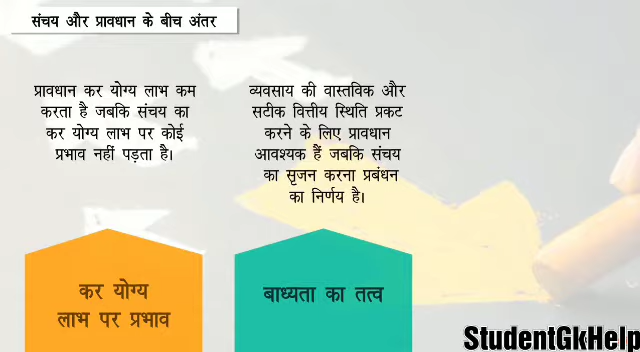 संचय और प्रावधान के बीच अंतर
प्रावधान कर योग्य लाभ कम
करता है जबकि संचय का
कर योग्य लाभ पर कोई
प्रभाव नहीं पड़ता है।
व्यवसाय की वास्तविक और
सटीक वित्तीय स्थिति प्रकट
करने के लिए प्रावधान
आवश्यक हैं जबकि संचय
का सृजन करना प्रबंधन
का निर्णय है।
कर योग्य
लाभ पर प्रभाव
बाध्यता का तत्व
StudentGkHelp